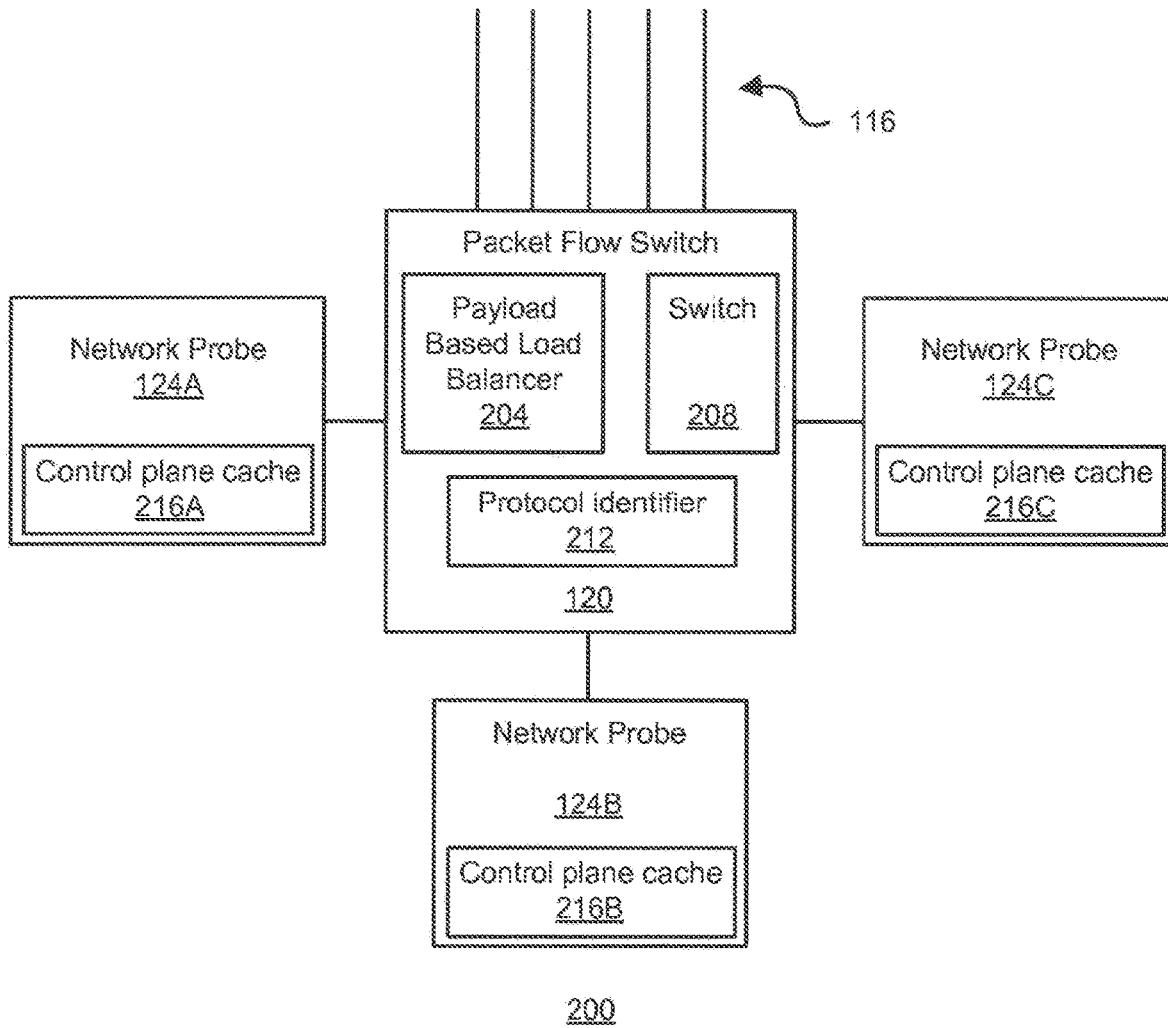 116
Packet Flow Switch
Payload
Based Load
Balancer
204
Switch
208
Protocol identifier
212
120
Network Probe
124A
Control plane cache
216A
Network Probe
124C
Control plane cache
216C
Network Probe
124B
Control plane cache
216B
200